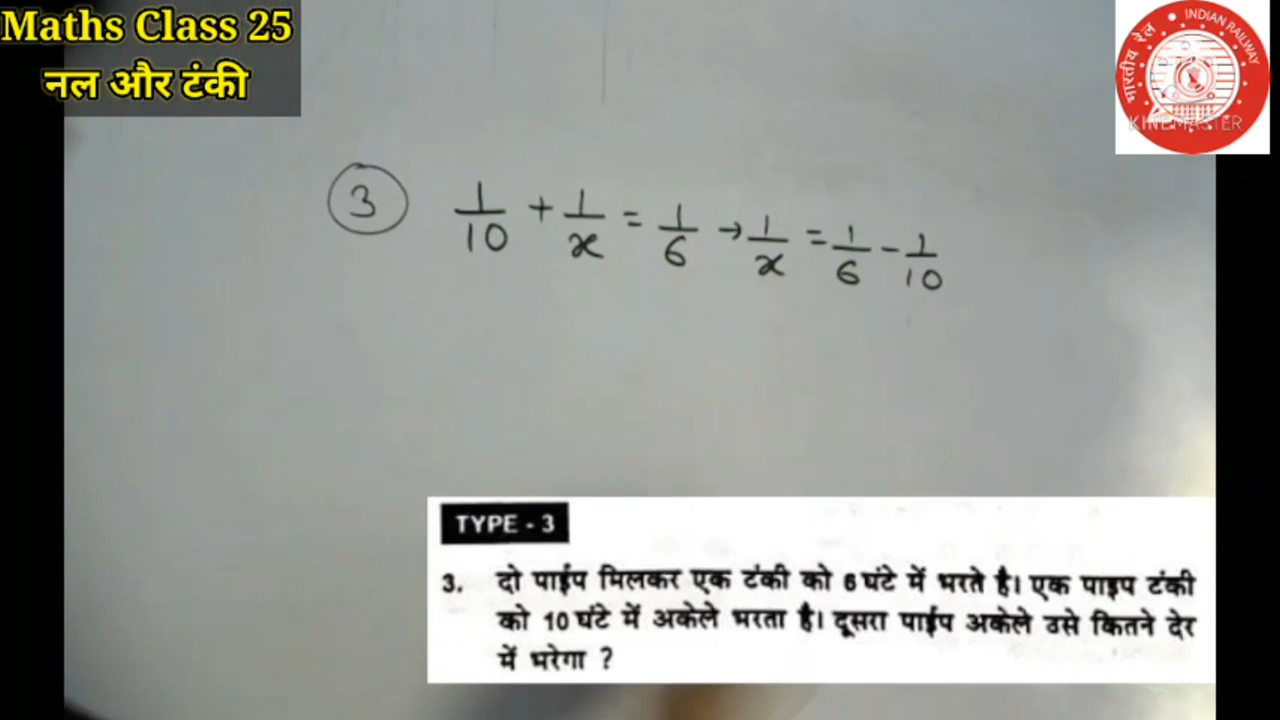 Maths Class 25
नल और टंकी
भारतीय रेल
INDIAN RAILWAY
KINEMASTER
3 1/10 + 1/x = 1/6 → 1/x = 1/6 - 1/10
TYPE - 3
3. दो पाईप मिलकर एक टंकी को 6 घंटे में भरते है। एक पाइप टंकी
को 10 घंटे में अकेले भरता है। दूसरा पाईप अकेले उसे कितने देर
में भरेगा ?